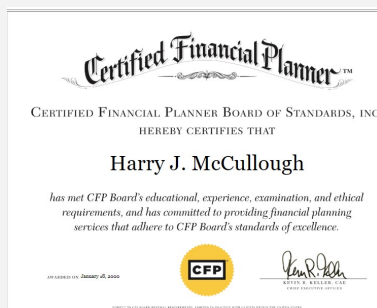 Certified Financial Planner™
CERTIFIED FINANCIAL PLANNER BOARD OF STANDARDS, INC
HEREBY CERTIFIES THAT
Harry J. McCullough
has met CFP Board's educational, experience, examination, and ethical
requirements, and has committed to providing financial planning
services that adhere to CFP Board's standards of excellence.
AWARDED ON January 28, 2000
CFP
KEVIN R. KELLER, CAE
CHIEF EXECUTIVE OFFICER